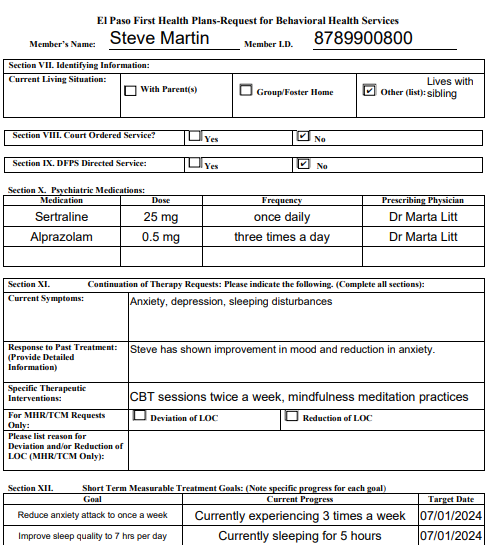 El Paso First Health Plans-Request for Behavioral Health Services
Member's Name: Steve Martin Member I.D. 8789900800
Section VII. Identifying Information:
Current Living Situation:
With Parent(s)
Group/Foster Home
Other (list): Lives with
sibling
Section VIII. Court Ordered Service?
Yes
No
Section IX. DFPS Directed Service:
Yes
No
Section X. Psychiatric Medications:
Medication Dose Frequency Prescribing Physician
Sertraline 25 mg once daily Dr Marta Litt
Alprazolam 0.5 mg three times a day Dr Marta Litt
Section XI. Continuation of Therapy Requests: Please indicate the following. (Complete all sections):
Current Symptoms: Anxiety, depression, sleeping disturbances
Response to Past Treatment: Steve has shown improvement in mood and reduction in anxiety.
(Provide Detailed
Information)
Specific Therapeutic
Interventions: CBT sessions twice a week, mindfulness meditation practices
For MHR/TCM Requests
Only:
Deviation of LOC
Reduction of LOC
Please list reason for
Deviation and/or Reduction of
LOC (MHR/TCM Only):
Section XII. Short Term Measurable Treatment Goals: (Note specific progress for each goal)
Goal Current Progress Target Date
Reduce anxiety attack to once a week Currently experiencing 3 times a week 07/01/2024
Improve sleep quality to 7 hrs per day Currently sleeping for 5 hours 07/01/2024